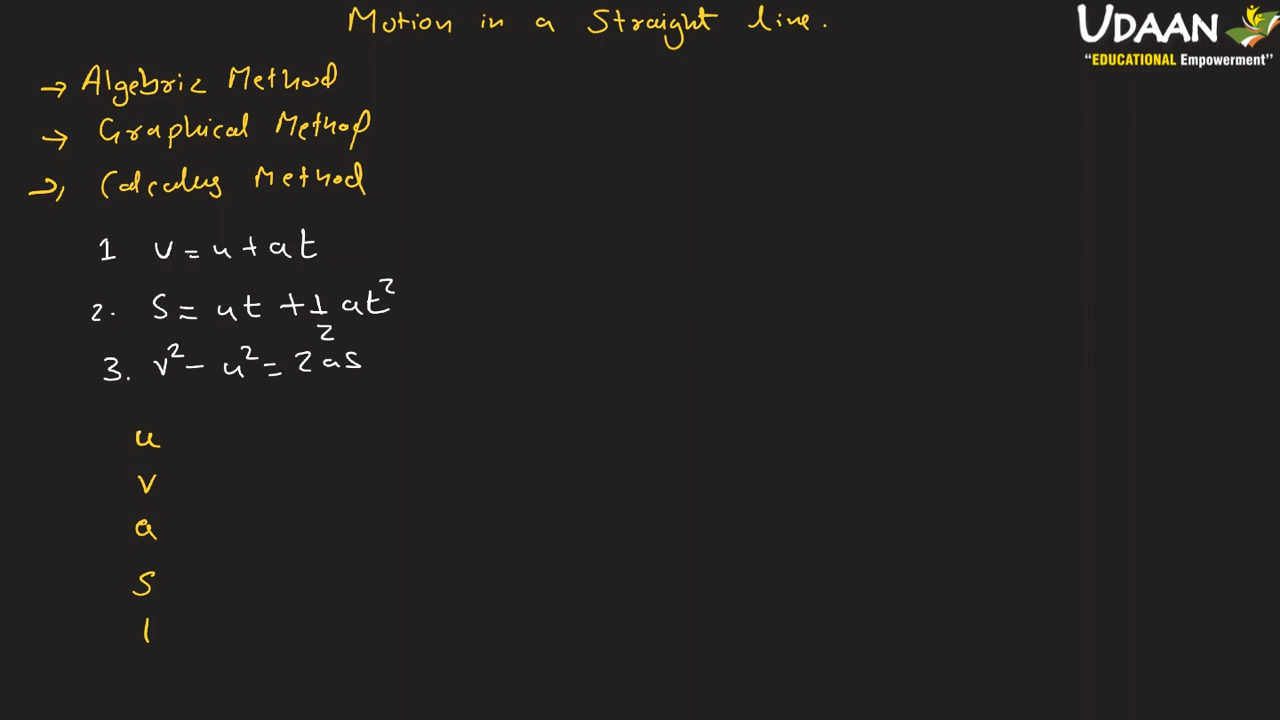 Motion in a Straight line.
UDAAN
"EDUCATIONAL Empowerment"
→ Algebric Method
→ Graphical Method
→ Calculus Method
1 v = u + at
2. S = ut + 1/2 at²
3. v² - u² = 2as
u
v
a
S